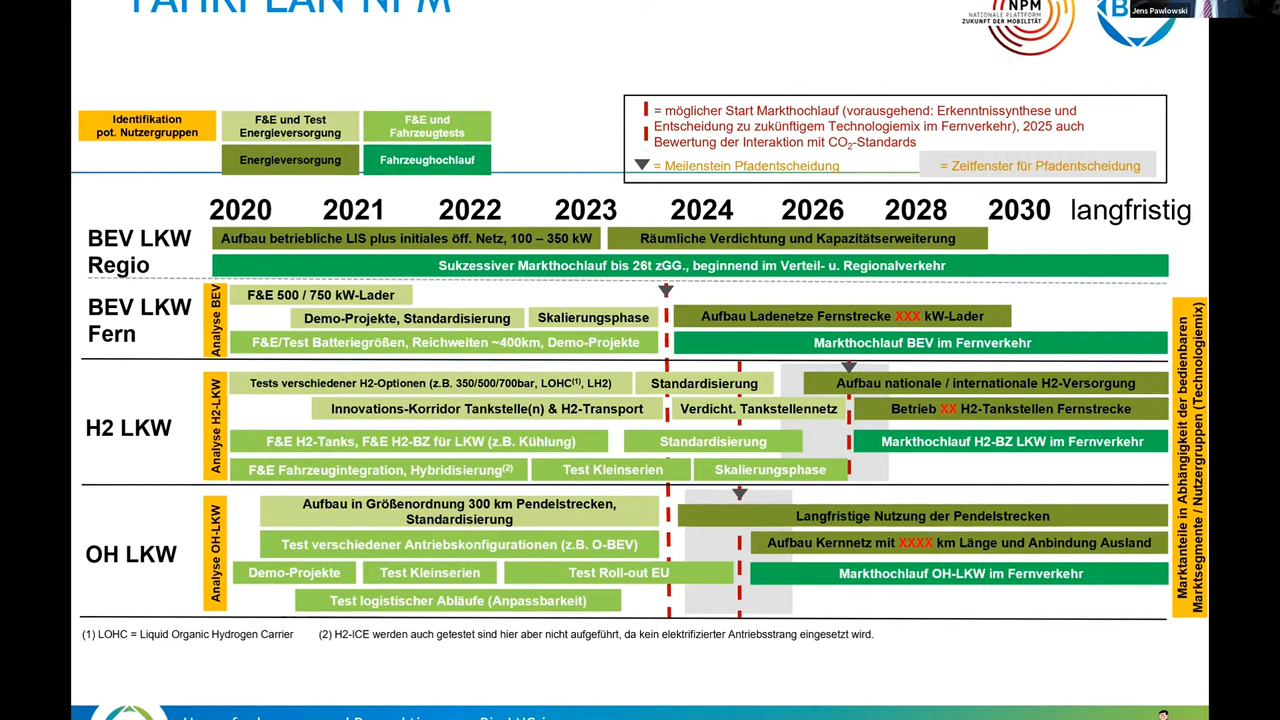 FAHRPLAN NPM
NPM
NATIONALE PLATTFORM
ZUKUNFT DER MOBILITÄT
B
Jens Pawlowski
Identifikation
pot. Nutzergruppen
F&E und Test
Energieversorgung
F&E und
Fahrzeugtests
Energieversorgung
Fahrzeughochlauf
= möglicher Start Markthochlauf (vorausgehend: Erkenntnissynthese und
Entscheidung zu zukünftigem Technologiemix im Fernverkehr), 2025 auch
Bewertung der Interaktion mit CO2-Standards
= Meilenstein Pfadentscheidung
= Zeitfenster für Pfadentscheidung
2020 2021 2022 2023 2024 2026 2028 2030 langfristig
BEV LKW
Regio
Aufbau betriebliche LIS plus initiales öff. Netz, 100 – 350 kW
Räumliche Verdichtung und Kapazitätserweiterung
Sukzessiver Markthochlauf bis 26t zGG., beginnend im Verteil- u. Regionalverkehr
BEV LKW
Fern
Analyse BEV
F&E 500 / 750 kW-Lader
Demo-Projekte, Standardisierung
Skalierungsphase
Aufbau Ladenetze Fernstrecke XXX kW-Lader
F&E/Test Batteriegrößen, Reichweiten ~400km, Demo-Projekte
Markthochlauf BEV im Fernverkehr
H2 LKW
Analyse H2-LKW
Tests verschiedener H2-Optionen (z.B. 350/500/700bar, LOHC(1), LH2)
Standardisierung
Aufbau nationale / internationale H2-Versorgung
Innovations-Korridor Tankstelle(n) & H2-Transport
Verdicht. Tankstellennetz
Betrieb XX H2-Tankstellen Fernstrecke
F&E H2-Tanks, F&E H2-BZ für LKW (z.B. Kühlung)
Standardisierung
Markthochlauf H2-BZ LKW im Fernverkehr
F&E Fahrzeugintegration, Hybridisierung(2)
Test Kleinserien
Skalierungsphase
OH LKW
Analyse OH-LKW
Aufbau in Größenordnung 300 km Pendelstrecken,
Standardisierung
Langfristige Nutzung der Pendelstrecken
Test verschiedener Antriebskonfigurationen (z.B. O-BEV)
Aufbau Kernnetz mit XXXX km Länge und Anbindung Ausland
Demo-Projekte
Test Kleinserien
Test Roll-out EU
Markthochlauf OH-LKW im Fernverkehr
Test logistischer Abläufe (Anpassbarkeit)
Marktanteile in Abhängigkeit der bedienbaren
Marktsegmente / Nutzergruppen (Technologiemix)
(1) LOHC = Liquid Organic Hydrogen Carrier
(2) H2-ICE werden auch getestet sind hier aber nicht aufgeführt, da kein elektrifizierter Antriebsstrang eingesetzt wird.